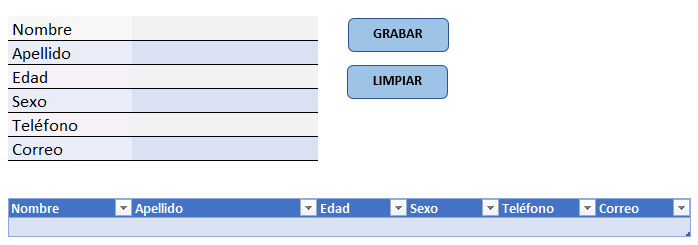 Nombre
GRABAR
Apellido
Edad
LIMPIAR
Sexo
Teléfono
Correo
Nombre Apellido Edad Sexo Teléfono Correo